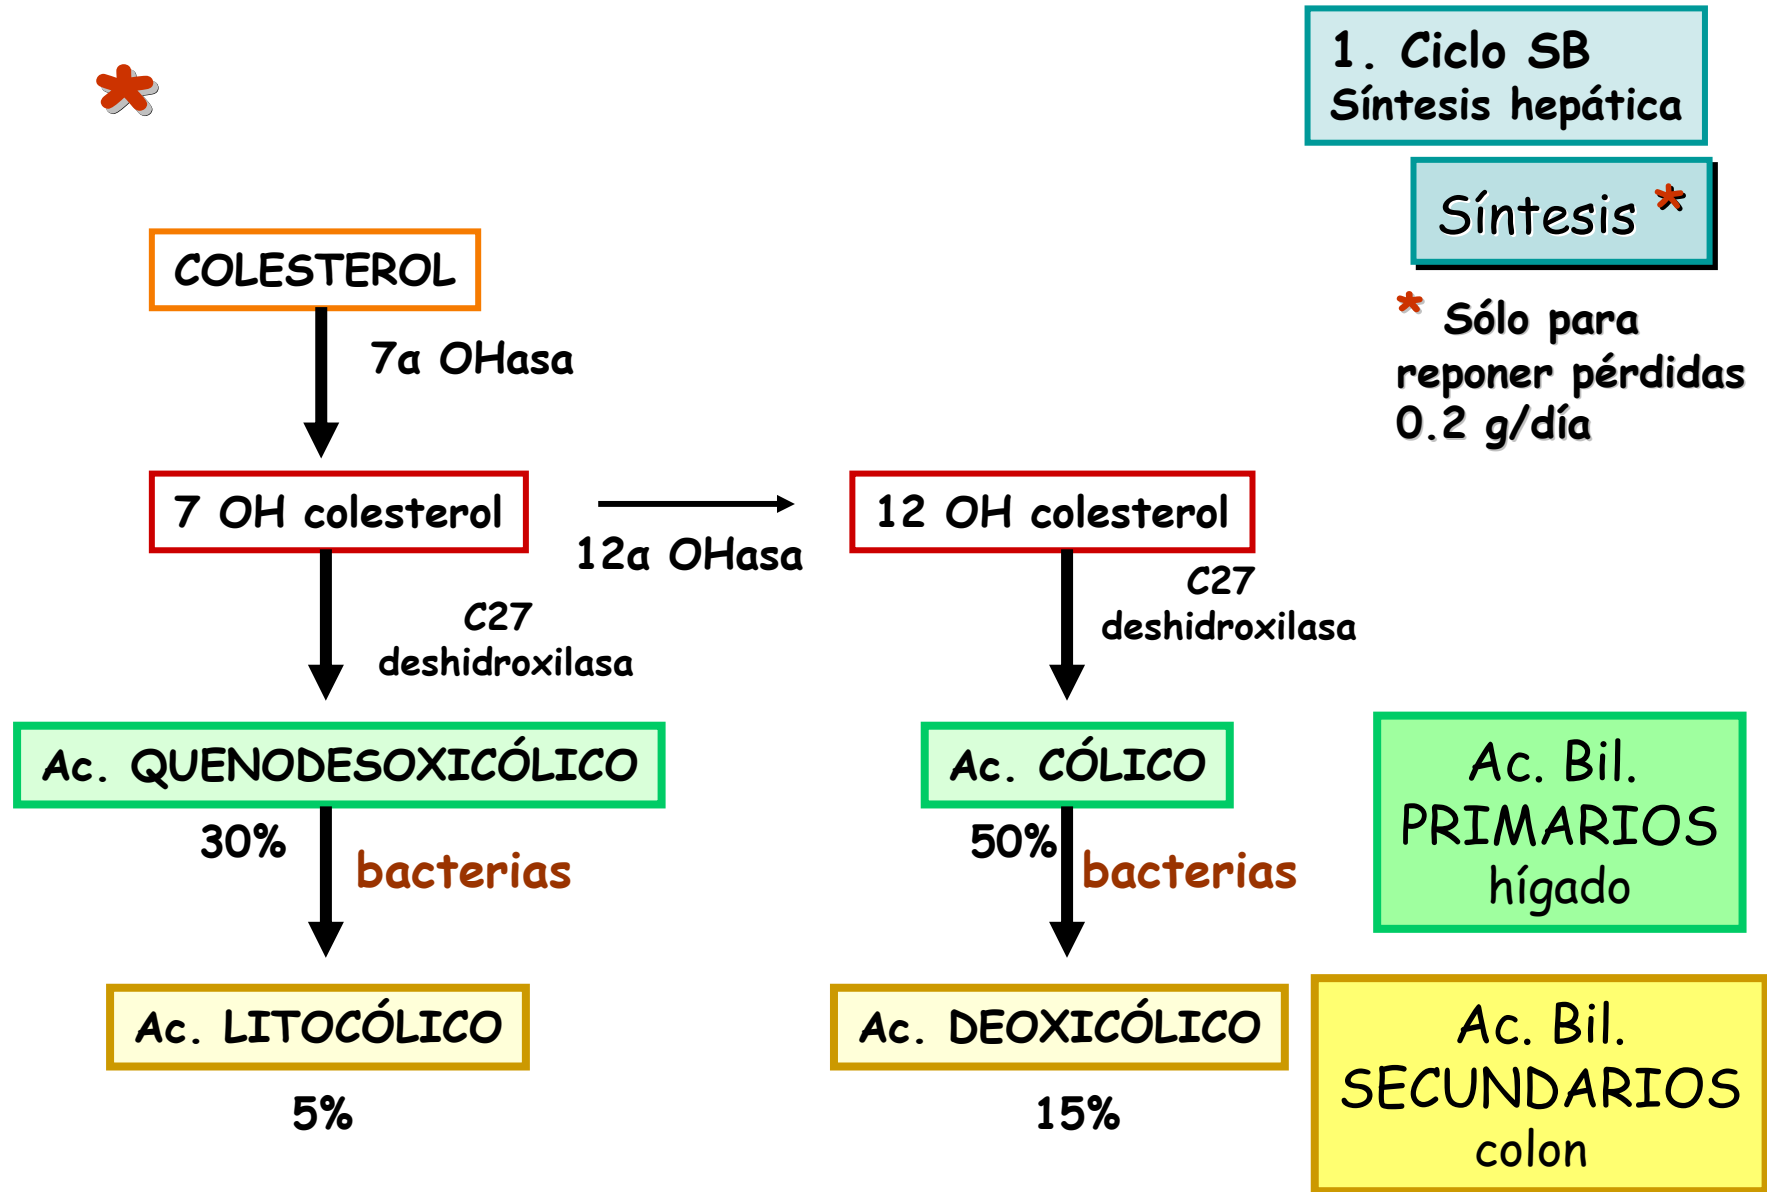 *
1. Ciclo SB
Síntesis hepática
Síntesis *
* Sólo para
reponer pérdidas
0.2 g/día
COLESTEROL
7a OHasa
7 OH colesterol
12a OHasa
12 OH colesterol
C27
deshidroxilasa
C27
deshidroxilasa
Ac. QUENODESOXICÓLICO
Ac. CÓLICO
30%
bacterias
50%
bacterias
Ac. Bil.
PRIMARIOS
hígado
Ac. LITOCÓLICO
Ac. DEOXICÓLICO
5%
15%
Ac. Bil.
SECUNDARIOS
colon